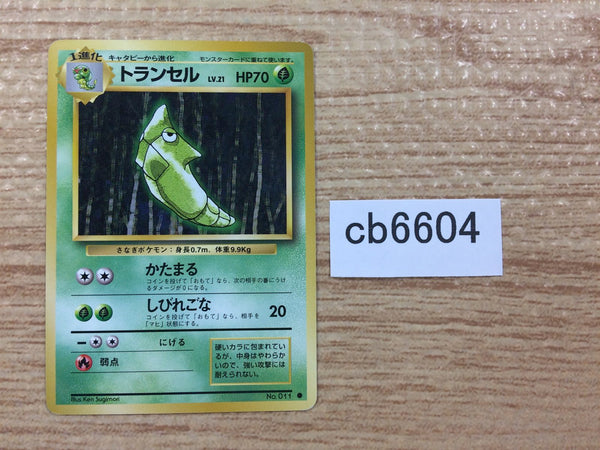 1進化
キャタピーから進化
モンスターカードに重ねて使います。
トランセル LV.21 HP70
さなぎポケモン：身長0.7m、体重9.9Kg
かたまる
コインを投げて「おもて」なら、次の相手の番にうけ
るダメージが0になる。
しびれごな 20
コインを投げて「おもて」なら、相手を
「マヒ」状態にする。
にげる
弱点
硬いカラに包まれている
が、中身はやわらか
いので、強い攻撃には
耐えられない。
Illus.Ken Sugimori
No.011
cb6604